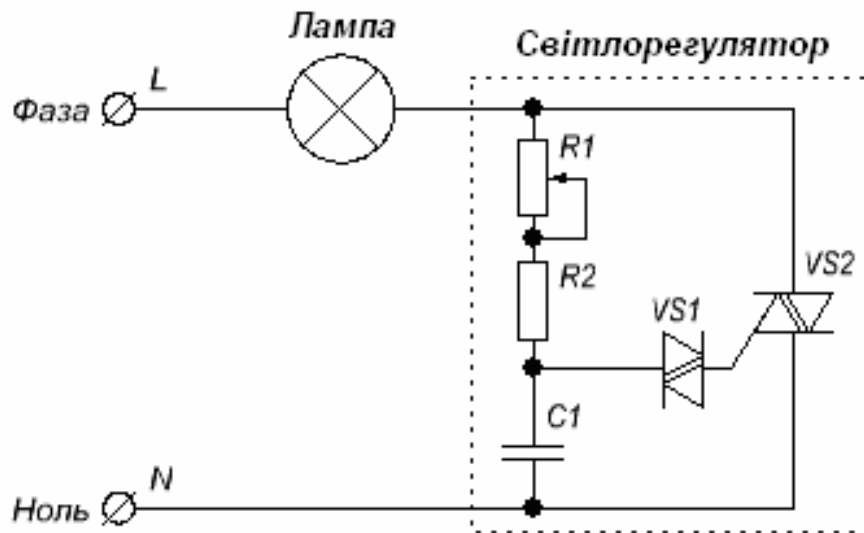 Лампа
Світлорегулятор
L
Фаза
R1
R2
VS1
VS2
C1
N
Ноль